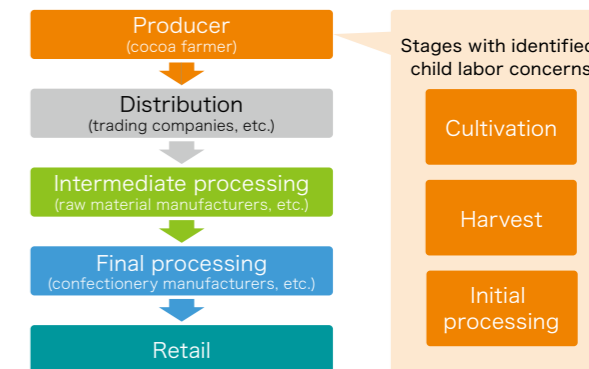 Producer
(cocoa farmer)
Distribution
(trading companies, etc.)
Intermediate processing
(raw material manufacturers, etc.)
Final processing
(confectionery manufacturers, etc.)
Retail
Stages with identified
child labor concerns
Cultivation
Harvest
Initial
processing